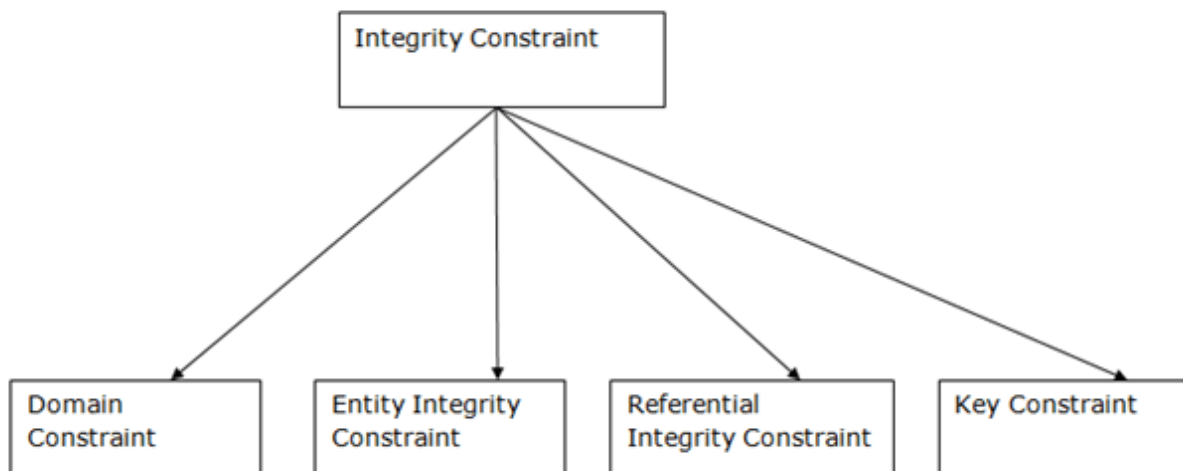 Integrity Constraint
Domain
Constraint
Entity Integrity
Constraint
Referential
Integrity Constraint
Key Constraint